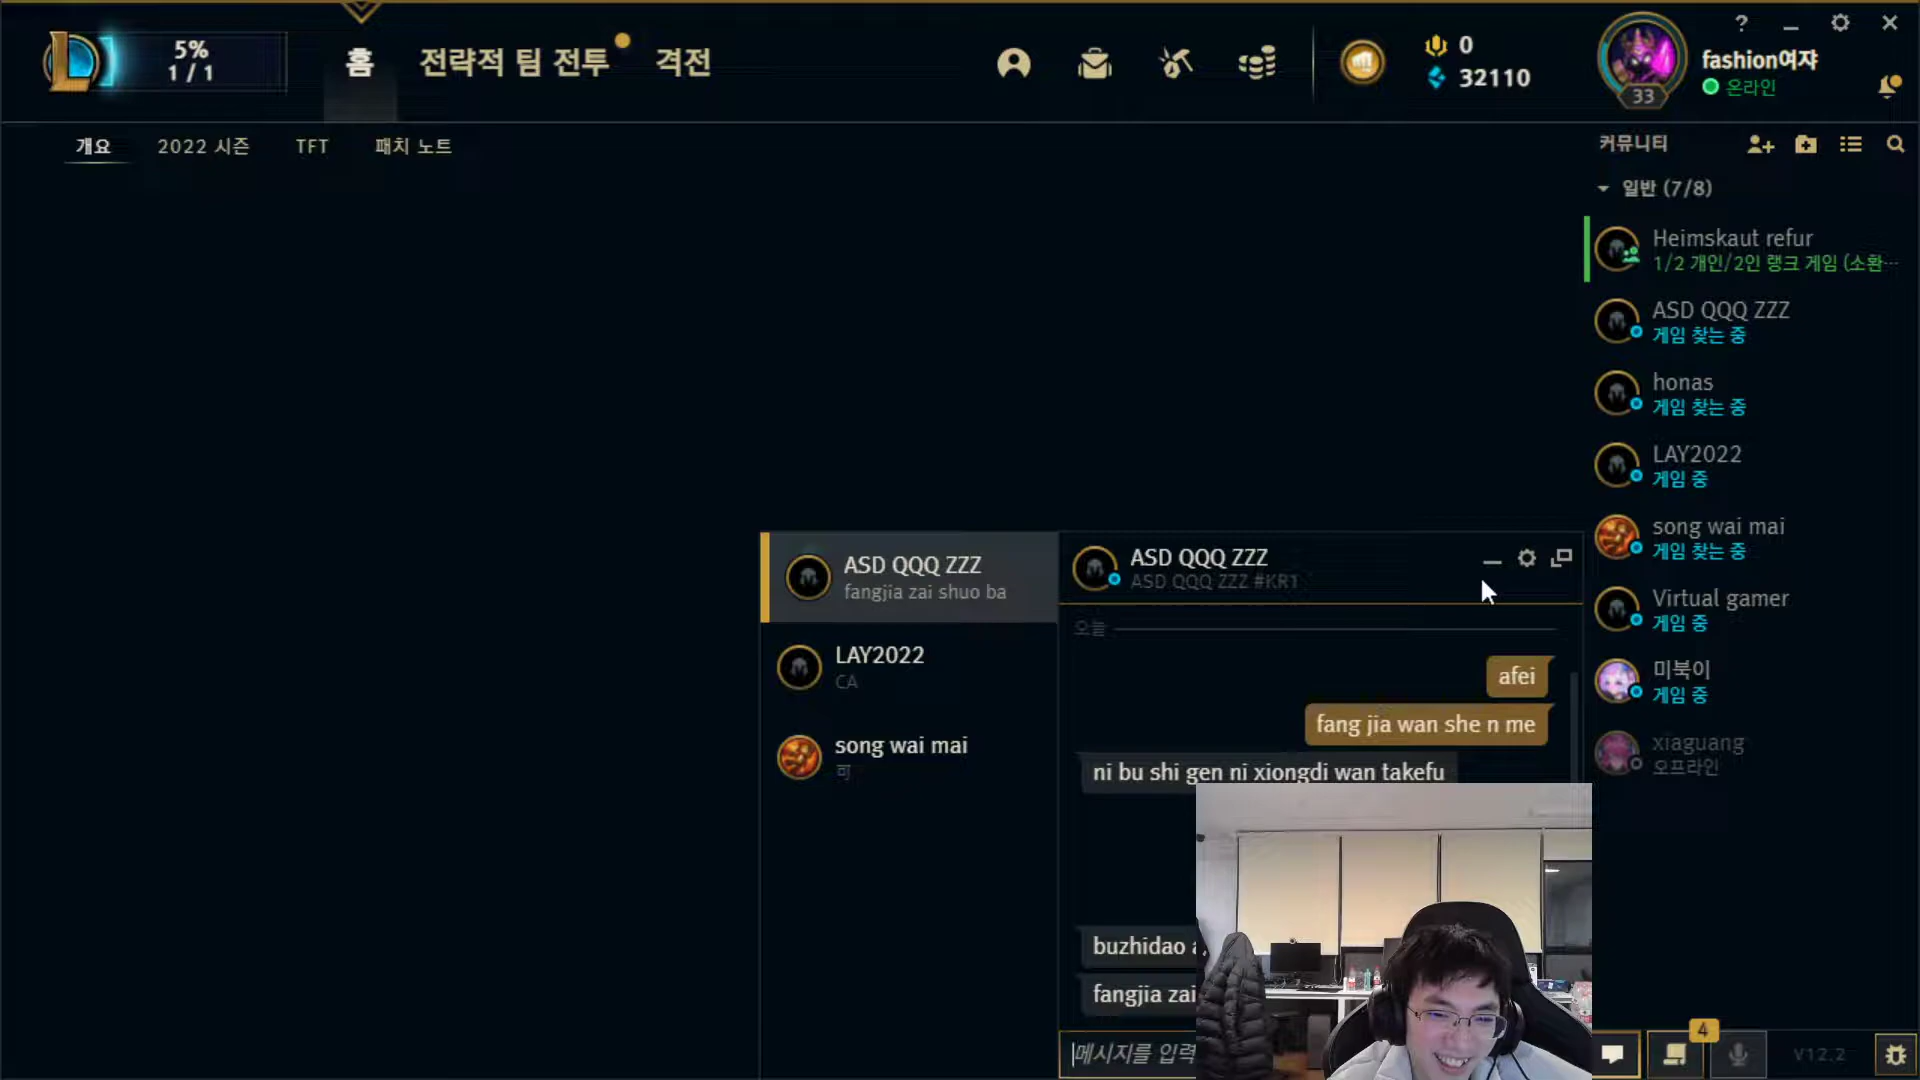 5%
1 / 1
홈
전략적 팀 전투
격전
0
32110
?
33
fashion여쟈
온라인
개요
2022 시즌
TFT
패치 노트
커뮤니티
일반 (7/8)
Heimskaut refur
1/2 개인/2인 랭크 게임 (소환…
ASD QQQ ZZZ
게임 찾는 중
honas
게임 찾는 중
LAY2022
게임 중
song wai mai
게임 찾는 중
Virtual gamer
게임 중
미북이
게임 중
xiaguang
오프라인
ASD QQQ ZZZ
fangjia zai shuo ba
LAY2022
CA
song wai mai
可
ASD QQQ ZZZ
ASD QQQ ZZZ #KR1
오늘
afei
fang jia wan she n me
ni bu shi gen ni xiongdi wan takefu
buzhidao
fangjia zai
메시지를 입력
4
V12.2